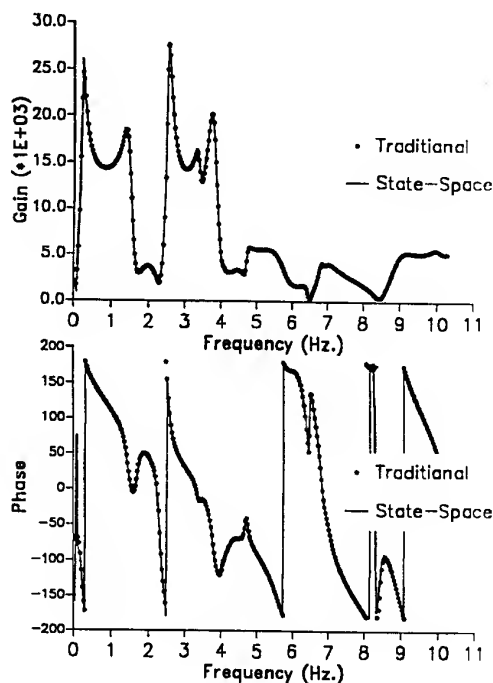 30.0
25.0
20.0
15.0
10.0
5.0
0.0
Gain (*1E+03)
• Traditianal
— State-Space
0 1 2 3 4 5 6 7 8 9 10 11
Frequency (Hz.)
200
150
100
50
0
-50
-100
-150
-200
Phase
• Traditional
— State-Space
0 1 2 3 4 5 6 7 8 9 10 11
Frequency (Hz.)